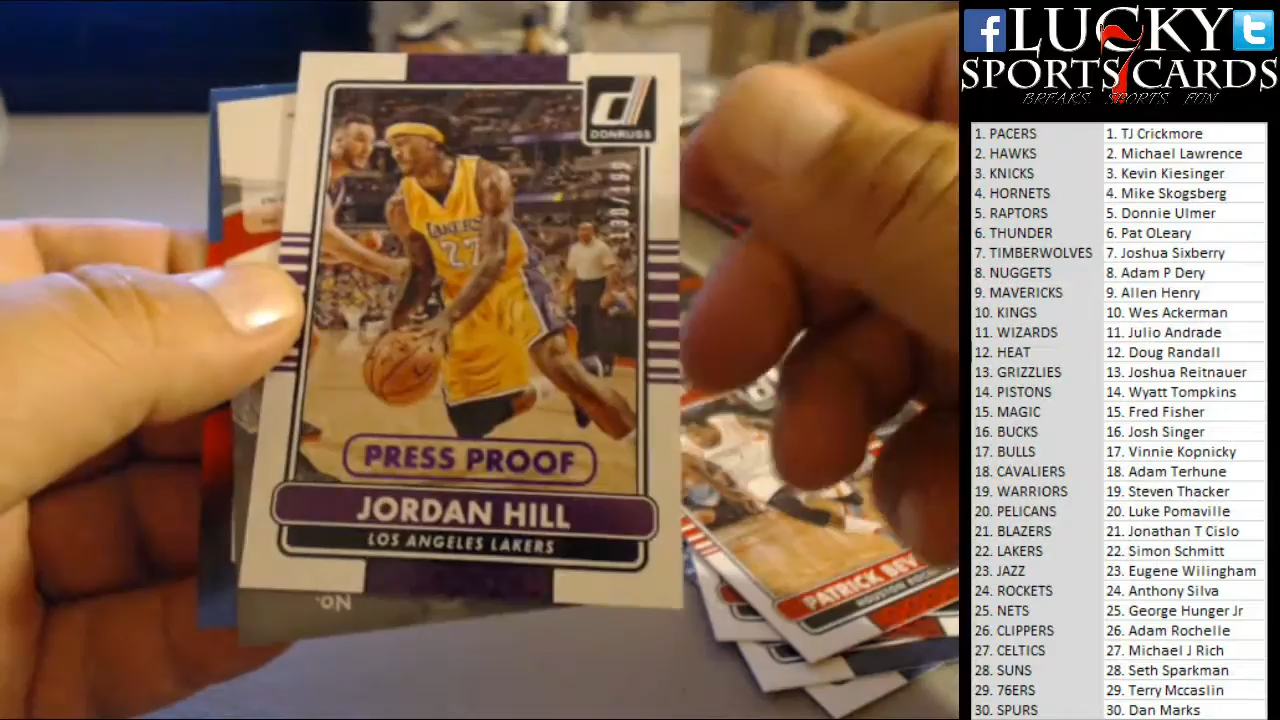 DONRUSS
LAKERS
27
PRESS PROOF
JORDAN HILL
LOS ANGELES LAKERS
No.
PATRICK BEV
HOUSTON
LUCKY
7
SPORTS CARDS
BREAKS SPORTS FUN
1. PACERS 1. TJ Crickmore
2. HAWKS 2. Michael Lawrence
3. KNICKS 3. Kevin Kiesinger
4. HORNETS 4. Mike Skogsberg
5. RAPTORS 5. Donnie Ulmer
6. THUNDER 6. Pat OLeary
7. TIMBERWOLVES 7. Joshua Sixberry
8. NUGGETS 8. Adam P Dery
9. MAVERICKS 9. Allen Henry
10. KINGS 10. Wes Ackerman
11. WIZARDS 11. Julio Andrade
12. HEAT 12. Doug Randall
13. GRIZZLIES 13. Joshua Reitnauer
14. PISTONS 14. Wyatt Tompkins
15. MAGIC 15. Fred Fisher
16. BUCKS 16. Josh Singer
17. BULLS 17. Vinnie Kopnicky
18. CAVALIERS 18. Adam Terhune
19. WARRIORS 19. Steven Thacker
20. PELICANS 20. Luke Pomaville
21. BLAZERS 21. Jonathan T Cislo
22. LAKERS 22. Simon Schmitt
23. JAZZ 23. Eugene Wilingham
24. ROCKETS 24. Anthony Silva
25. NETS 25. George Hunger Jr
26. CLIPPERS 26. Adam Rochelle
27. CELTICS 27. Michael J Rich
28. SUNS 28. Seth Sparkman
29. 76ERS 29. Terry Mccaslin
30. SPURS 30. Dan Marks